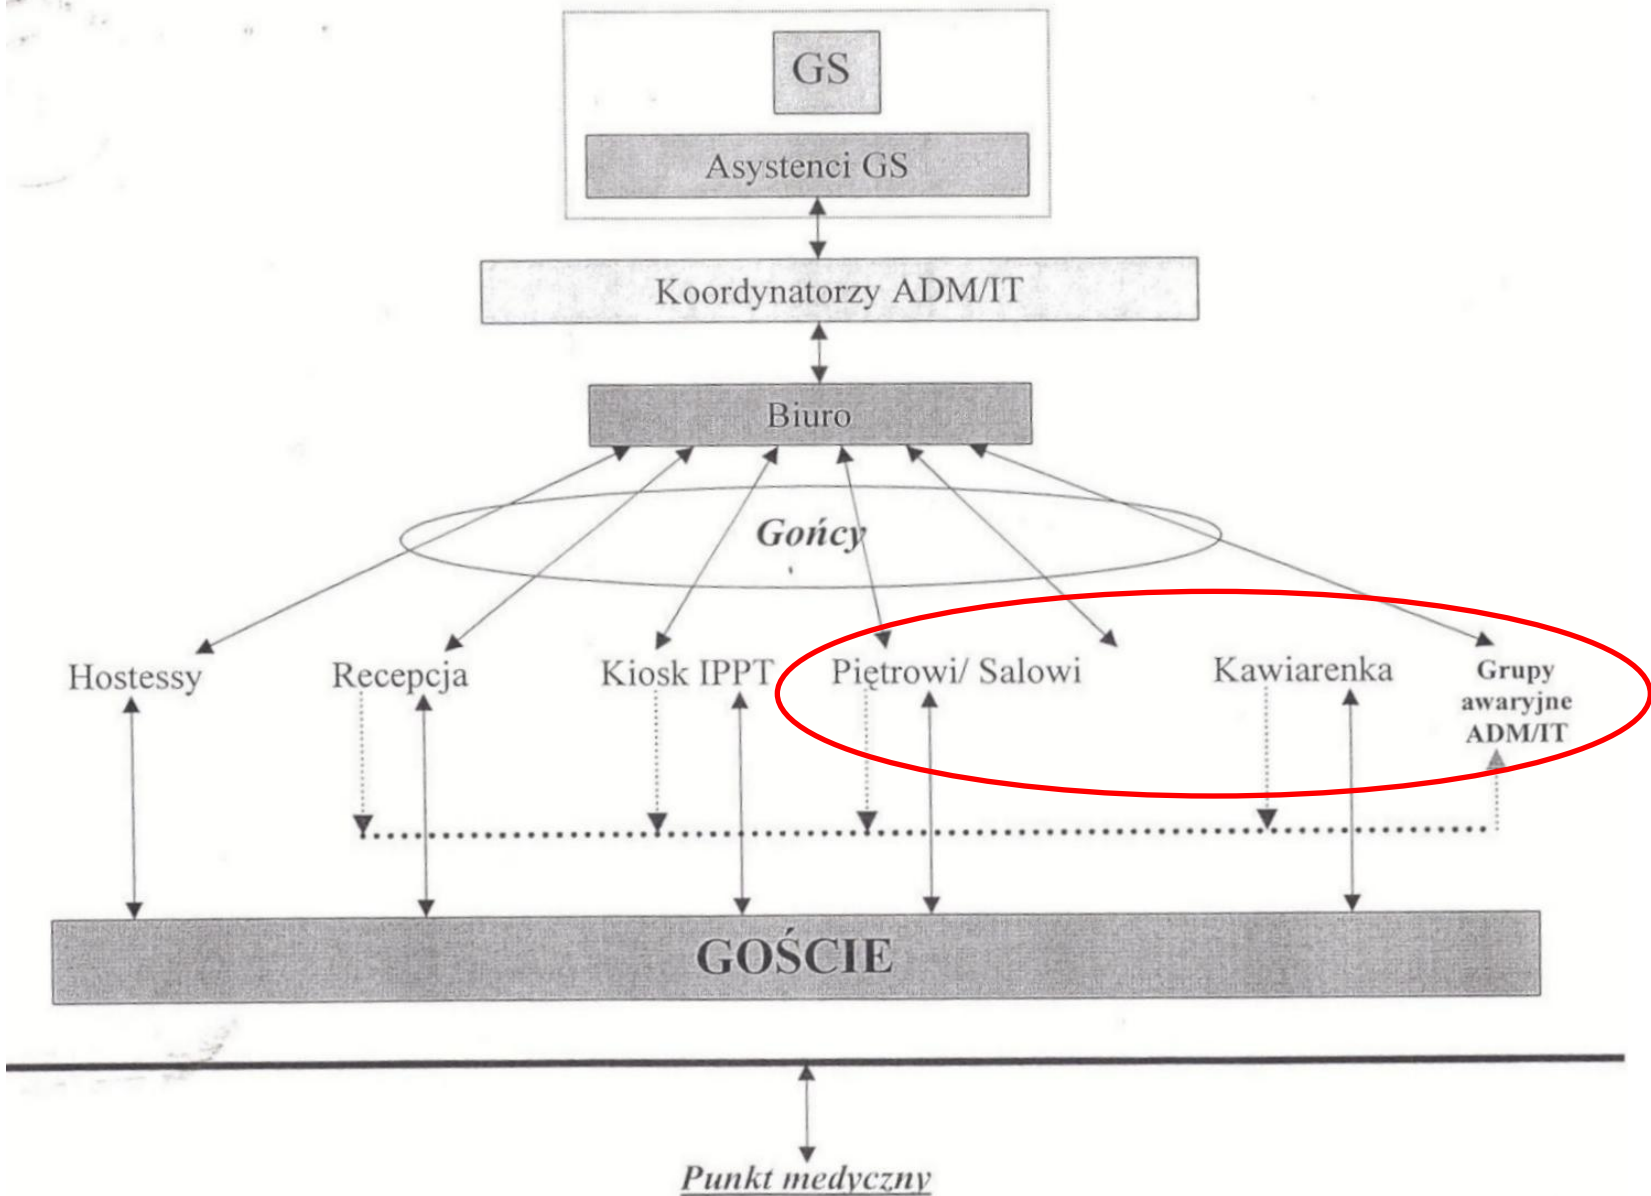 GS
Asystenci GS
Koordynatorzy ADM/IT
Biuro
Gońcy
Hostessy
Recepcja
Kiosk IPPT
Piętrowi/ Salowi
Kawiarenka
Grupy
awaryjne
ADM/IT
GOŚCIE
Punkt medyczny